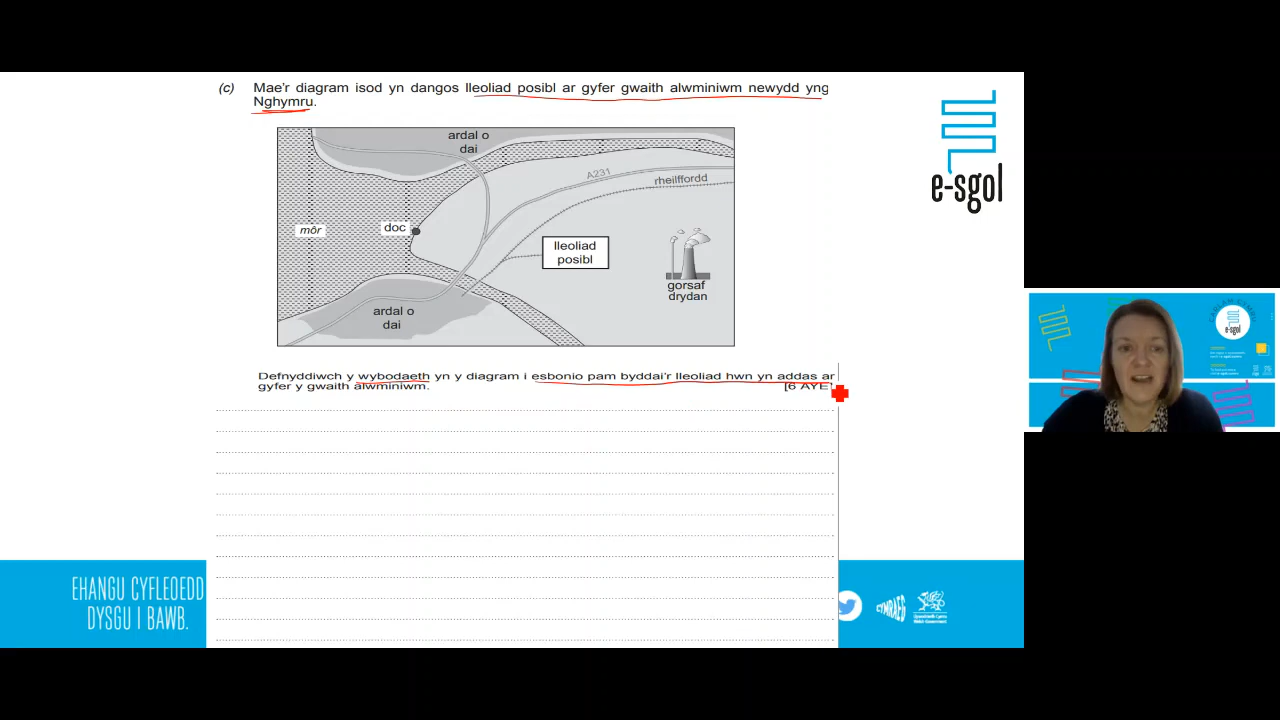 (c) Mae'r diagram isod yn dangos lleoliad posibl ar gyfer gwaith alwminiwm newydd yng
Nghymru.
ardal o
dai
A231
rheilffordd
môr
doc
lleoliad
posibl
gorsaf
drydan
ardal o
dai
Defnyddiwch y wybodaeth yn y diagram i esbonio pam byddai'r lleoliad hwn yn addas ar
gyfer y gwaith alwminiwm. [6 AYE]
e-sgol
e-sgol
EHANGU CYFLEOEDD
DYSGU I BAWB.
CYMRAEG